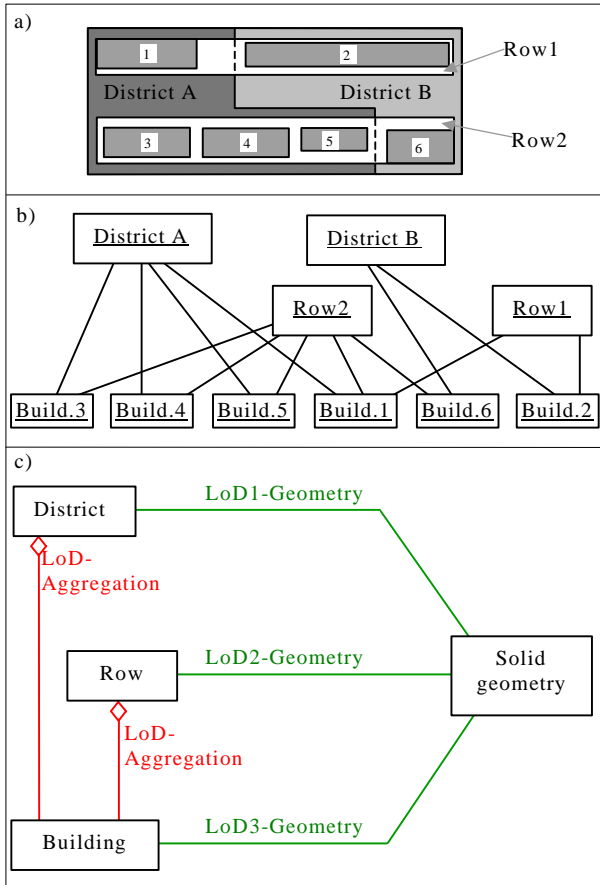 a)
1
2
Row1
District A
District B
3
4
5
6
Row2
b)
District A
District B
Row2
Row1
Build.3
Build.4
Build.5
Build.1
Build.6
Build.2
c)
LoD1-Geometry
District
LoD-
Aggregation
LoD2-Geometry
Row
Solid
geometry
LoD-
Aggregation
LoD3-Geometry
Building